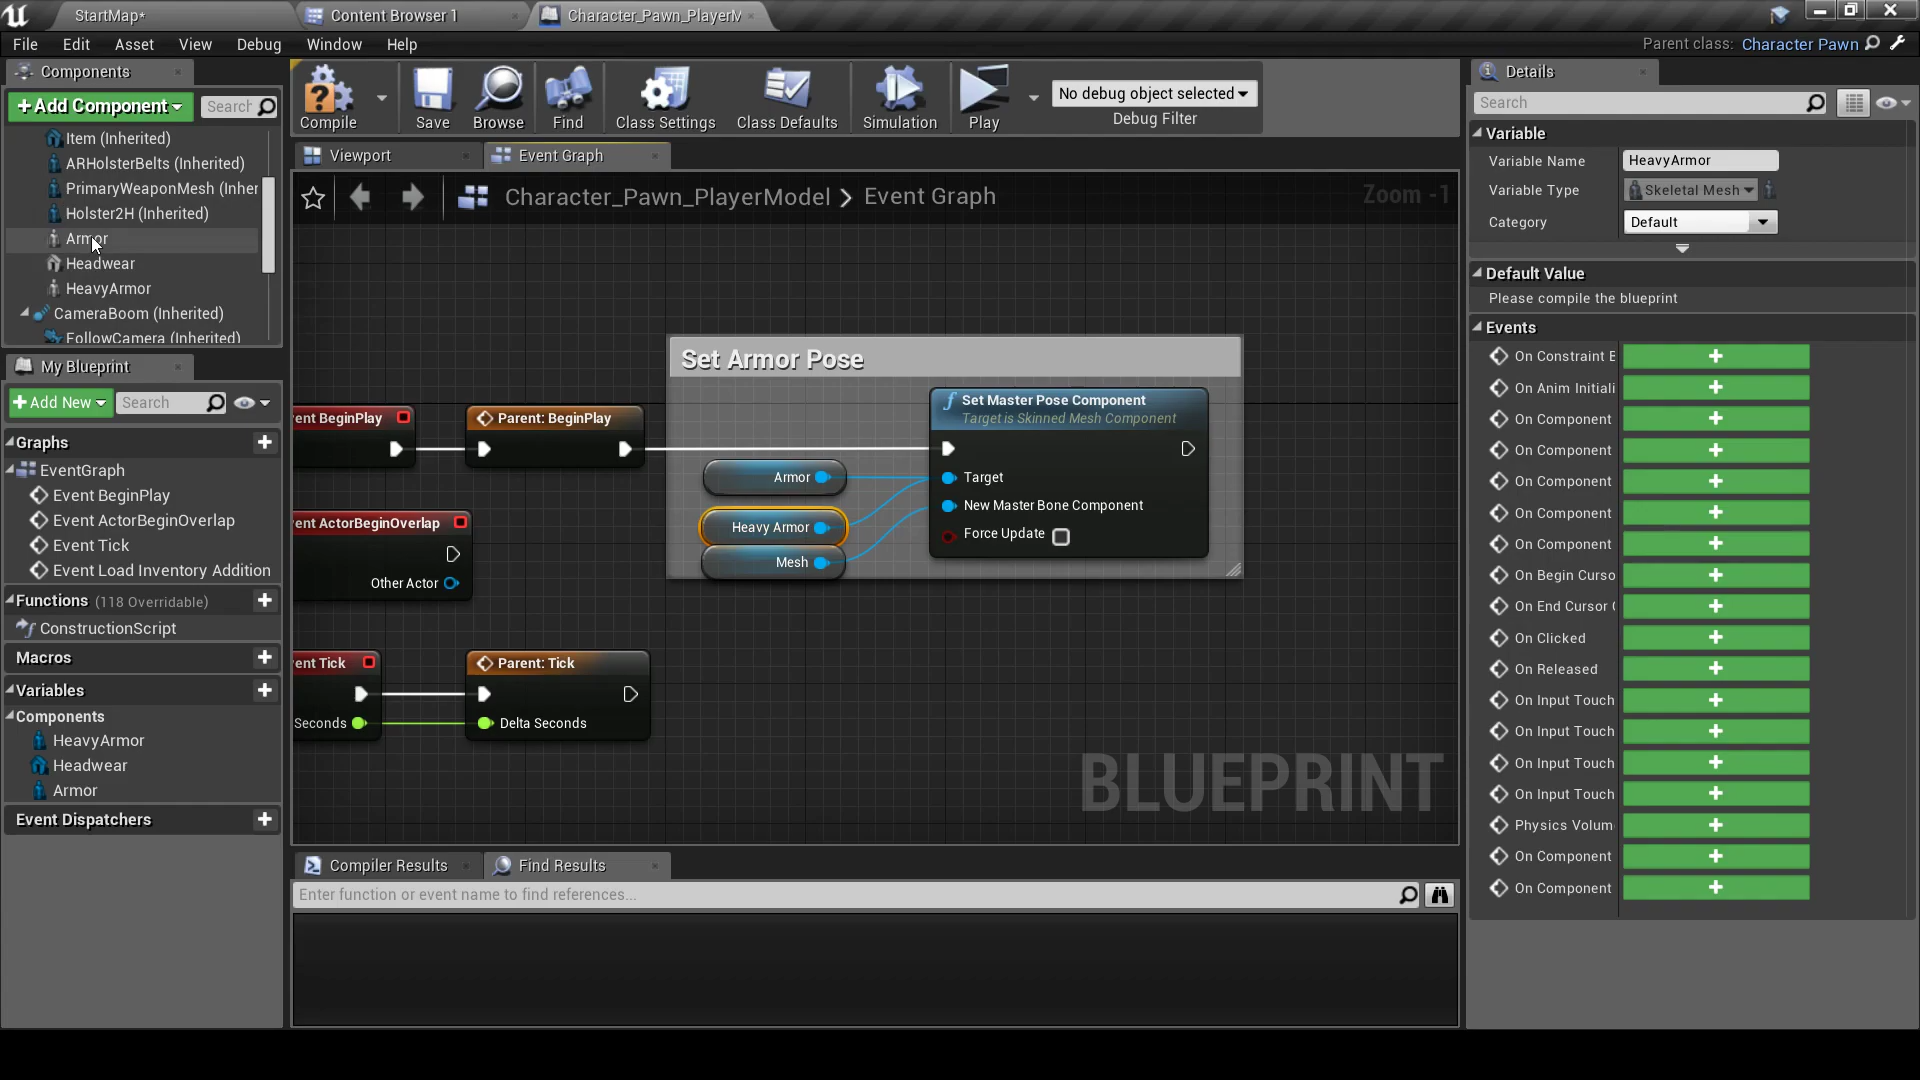 StartMap*
Content Browser 1
Character_Pawn_PlayerM
File Edit Asset View Debug Window Help
Parent class: Character Pawn
Components
+Add Component
Search
Item (Inherited)
ARHolsterBelts (Inherited)
PrimaryWeaponMesh (Inher
Holster2H (Inherited)
Armor
Headwear
HeavyArmor
CameraBoom (Inherited)
FollowCamera (Inherited)
My Blueprint
+Add New
Search
Graphs
EventGraph
Event BeginPlay
Event ActorBeginOverlap
Event Tick
Event Load Inventory Addition
Functions (118 Overridable)
ConstructionScript
Macros
Variables
Components
HeavyArmor
Headwear
Armor
Event Dispatchers
Compile
Save
Browse
Find
Class Settings
Class Defaults
Simulation
Play
No debug object selected
Debug Filter
Viewport
Event Graph
Character_Pawn_PlayerModel > Event Graph
Zoom -1
Set Armor Pose
ent BeginPlay
Parent: BeginPlay
Set Master Pose Component
Target is Skinned Mesh Component
Armor
Target
Heavy Armor
New Master Bone Component
Mesh
Force Update
ent ActorBeginOverlap
Other Actor
ent Tick
Parent: Tick
Seconds
Delta Seconds
BLUEPRINT
Compiler Results
Find Results
Enter function or event name to find references...
Details
Search
Variable
Variable Name HeavyArmor
Variable Type Skeletal Mesh
Category Default
Default Value
Please compile the blueprint
Events
On Constraint B
On Anim Initiali
On Component
On Component
On Component
On Component
On Component
On Begin Curso
On End Cursor
On Clicked
On Released
On Input Touch
On Input Touch
On Input Touch
On Input Touch
Physics Volum
On Component
On Component